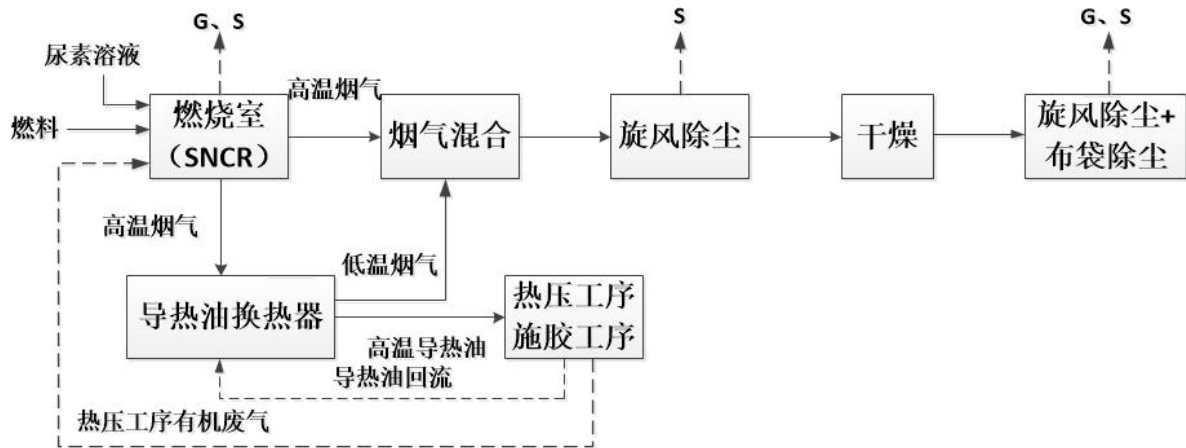 G、S
S
G、S
尿素溶液
燃料
燃烧室
（SNCR）
高温烟气
烟气混合
旋风除尘
干燥
旋风除尘+
布袋除尘
高温烟气
低温烟气
导热油换热器
热压工序
施胶工序
高温导热油
导热油回流
热压工序有机废气